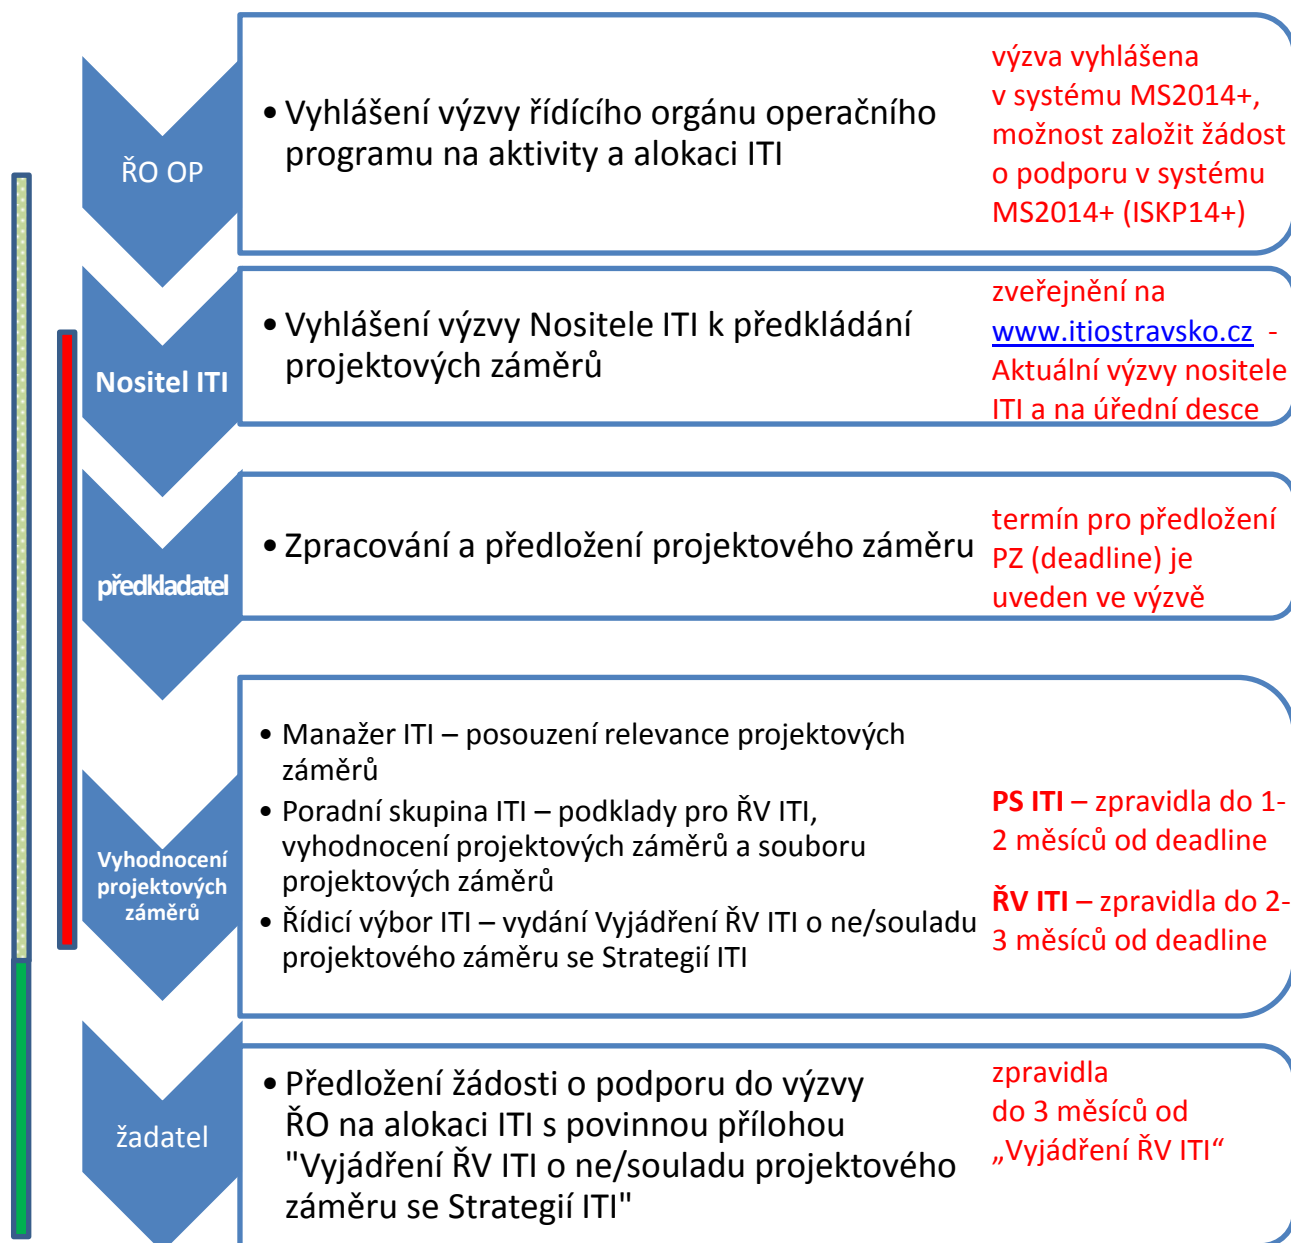 ŘO OP
• Vyhlášení výzvy řídícího orgánu operačního
programu na aktivity a alokaci ITI
výzva vyhlášena
v systému MS2014+,
možnost založit žádost
o podporu v systému
MS2014+ (ISKP14+)
Nositel ITI
• Vyhlášení výzvy Nositele ITI k předkládání
projektových záměrů
zveřejnění na
www.itiostravsko.cz -
Aktuální výzvy nositele
ITI a na úřední desce
předkladatel
• Zpracování a předložení projektového záměru
termín pro předložení
PZ (deadline) je
uveden ve výzvě
Vyhodnocení
projektových
záměrů
• Manažer ITI – posouzení relevance projektových
záměrů
• Poradní skupina ITI – podklady pro ŘV ITI,
vyhodnocení projektových záměrů a souboru
projektových záměrů
• Řídicí výbor ITI – vydání Vyjádření ŘV ITI o ne/souladu
projektového záměru se Strategií ITI
PS ITI – zpravidla do 1-
2 měsíců od deadline
ŘV ITI – zpravidla do 2-
3 měsíců od deadline
žadatel
• Předložení žádosti o podporu do výzvy
ŘO na alokaci ITI s povinnou přílohou
"Vyjádření ŘV ITI o ne/souladu projektového
záměru se Strategií ITI"
zpravidla
do 3 měsíců od
„Vyjádření ŘV ITI“